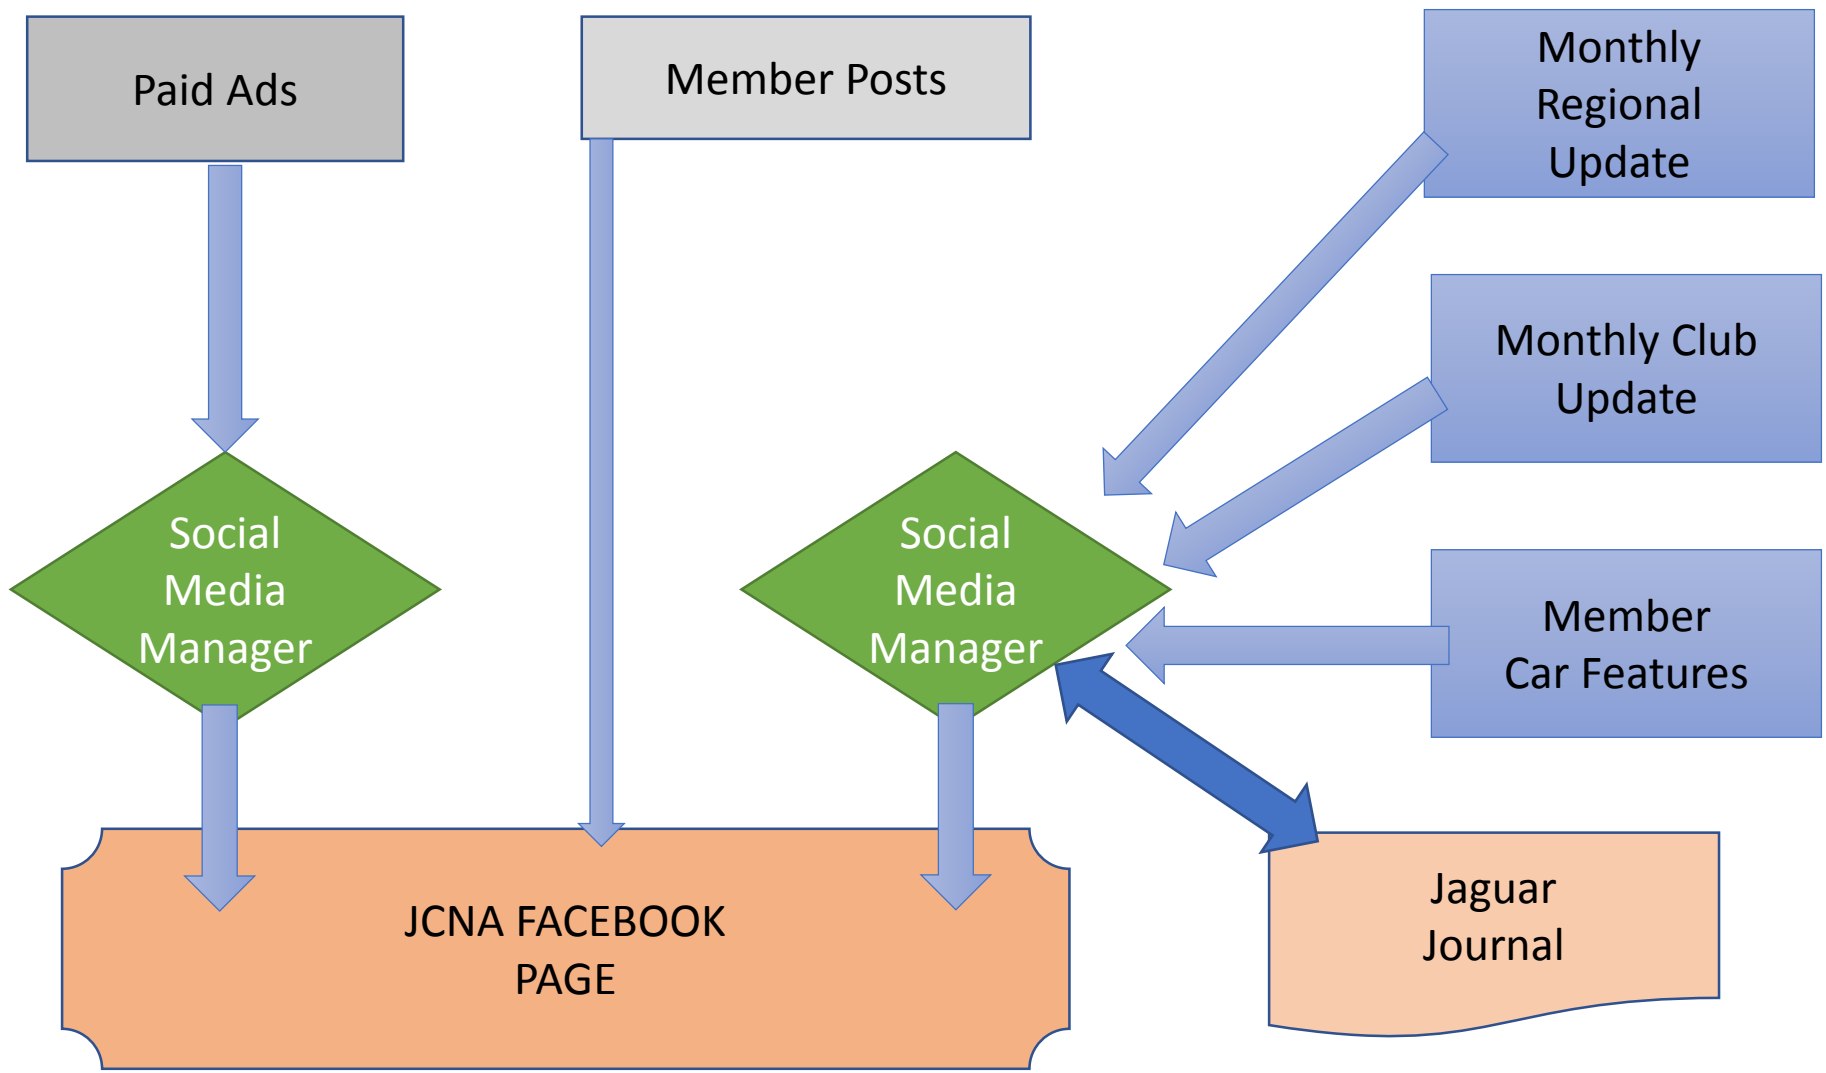 Paid Ads
Member Posts
Monthly
Regional
Update
Monthly Club
Update
Social
Media
Manager
Social
Media
Manager
Member
Car Features
JCNA FACEBOOK
PAGE
Jaguar
Journal